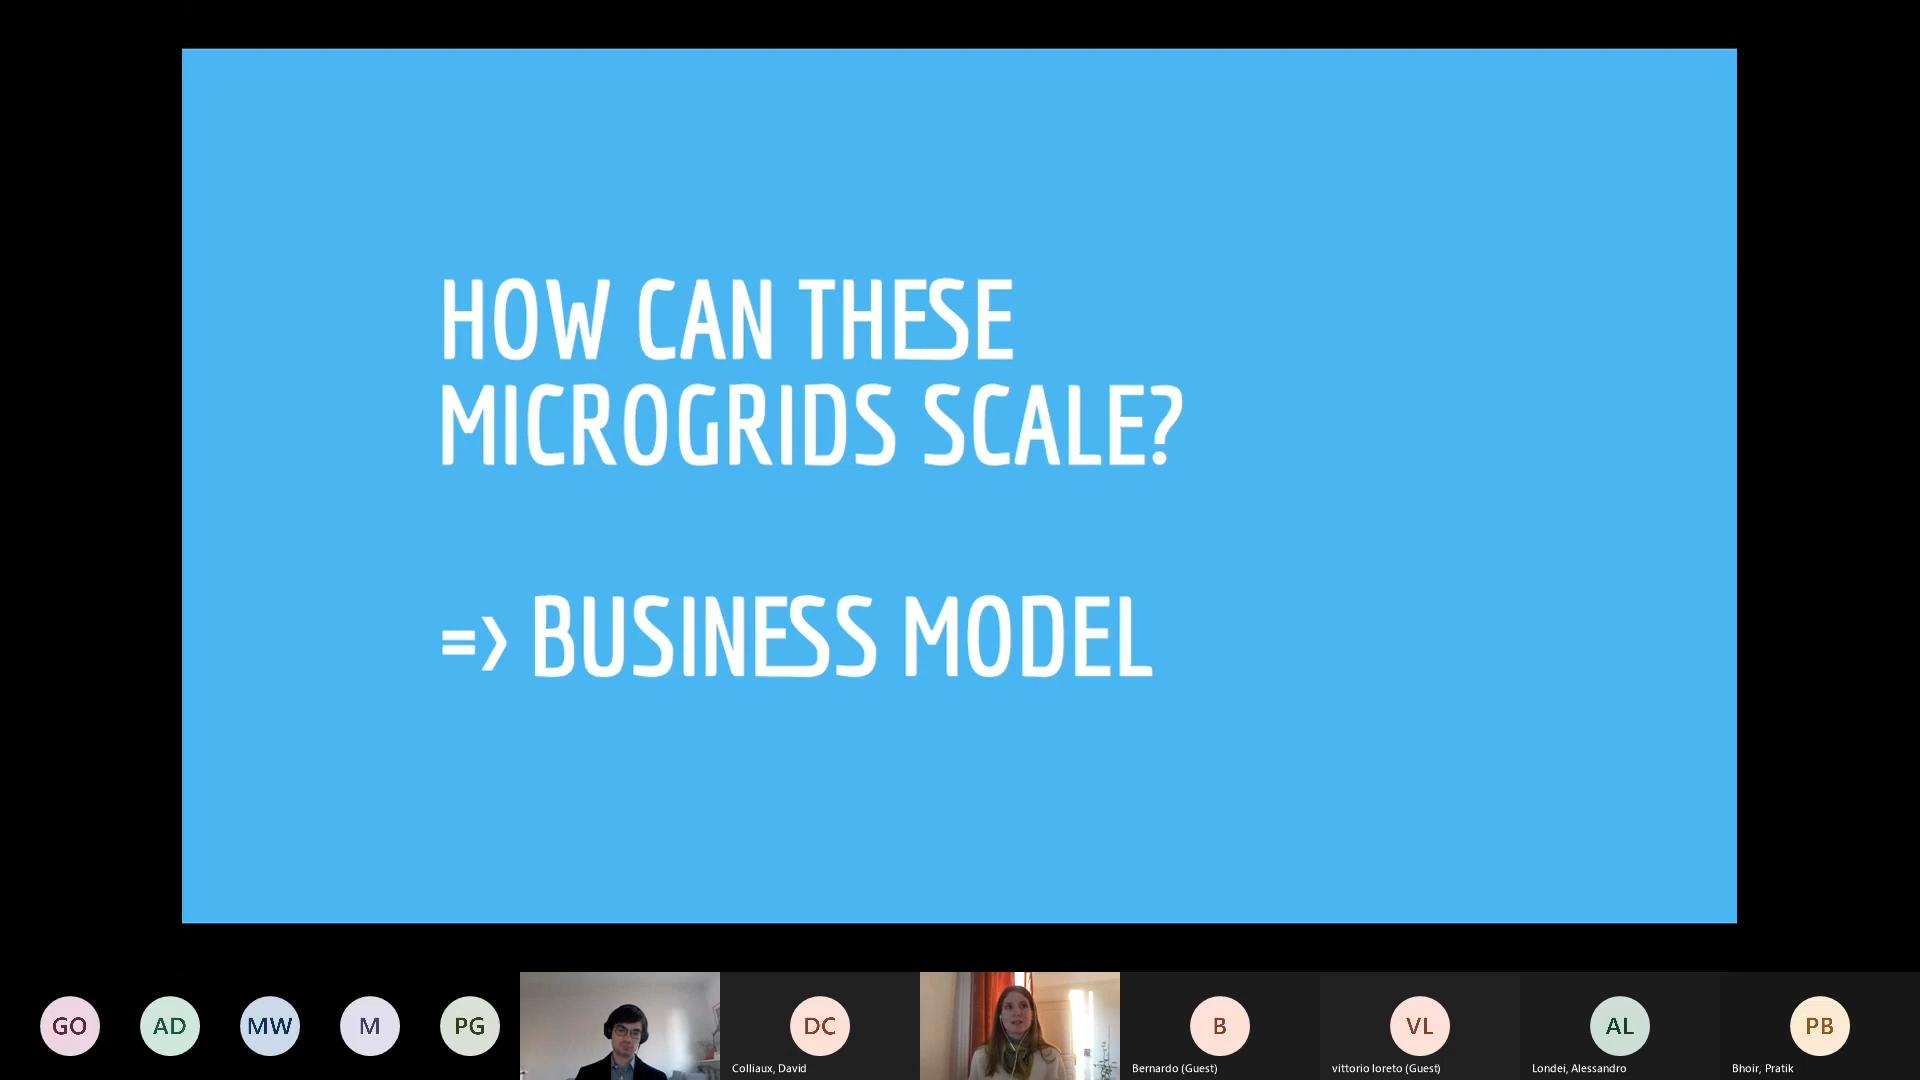 HOW CAN THESE
MICROGRIDS SCALE?
=> BUSINESS MODEL
GO
AD
MW
M
PG
DC
Colliaux, David
B
Bernardo (Guest)
VL
vittorio loreto (Guest)
AL
Londei, Alessandro
PB
Bhoir, Pratik